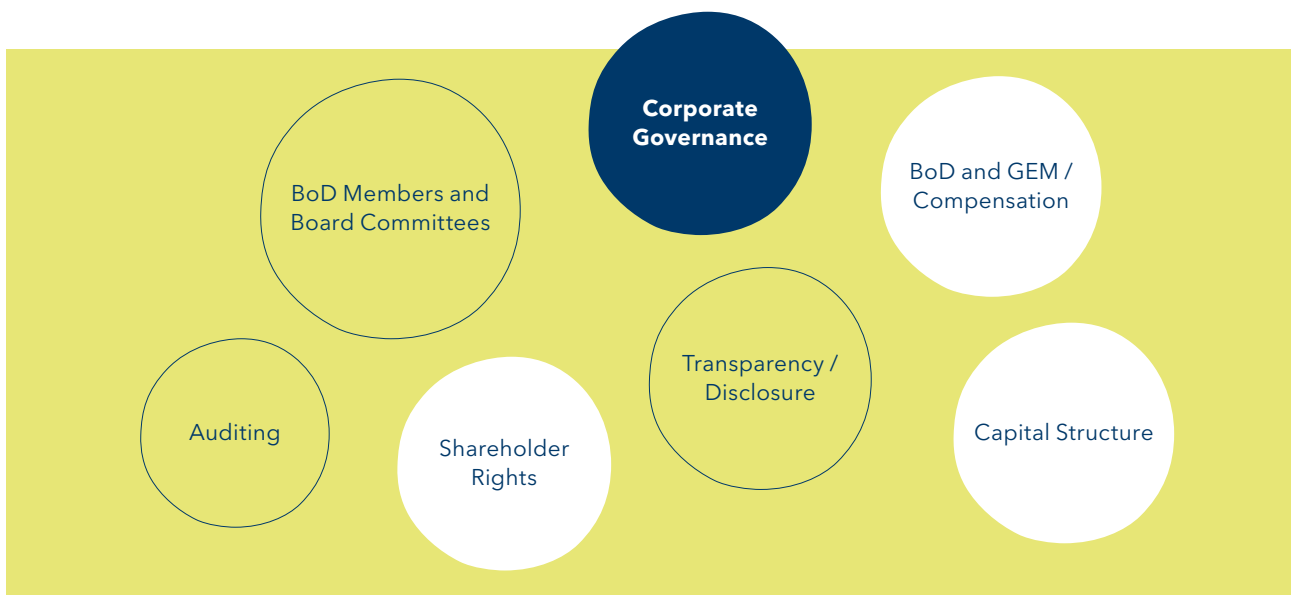 Corporate
Governance
BoD Members and
Board Committees
BoD and GEM /
Compensation
Transparency /
Disclosure
Auditing
Shareholder
Rights
Capital Structure